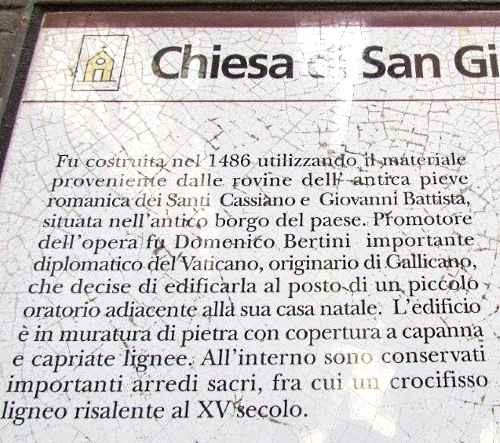 Chiesa di San Gi
Fu costruita nel 1486 utilizzando il materiale
proveniente dalle rovine dell' antica pieve
romanica dei Santi Cassiano e Giovanni Battista,
situata nell'antico borgo del paese. Promotore
dell'opera fu Domenico Bertini importante
diplomatico del Vaticano, originario di Gallicano,
che decise di edificarla al posto di un piccolo
oratorio adiacente alla sua casa natale. L'edificio
è in muratura di pietra con copertura a capanna
e capriate lignee. All'interno sono conservati
importanti arredi sacri, fra cui un crocifisso
ligneo risalente al XV secolo.